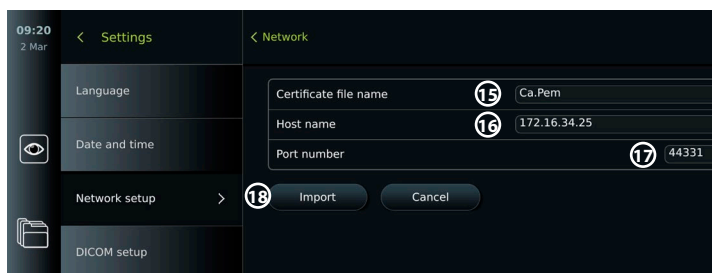 09:20
2 Mar
< Settings
< Network
Language
Certificate file name 15 Ca.Pem
Host name 16 172.16.34.25
Date and time
Port number 17 44331
Network setup >
18 Import Cancel
DICOM setup